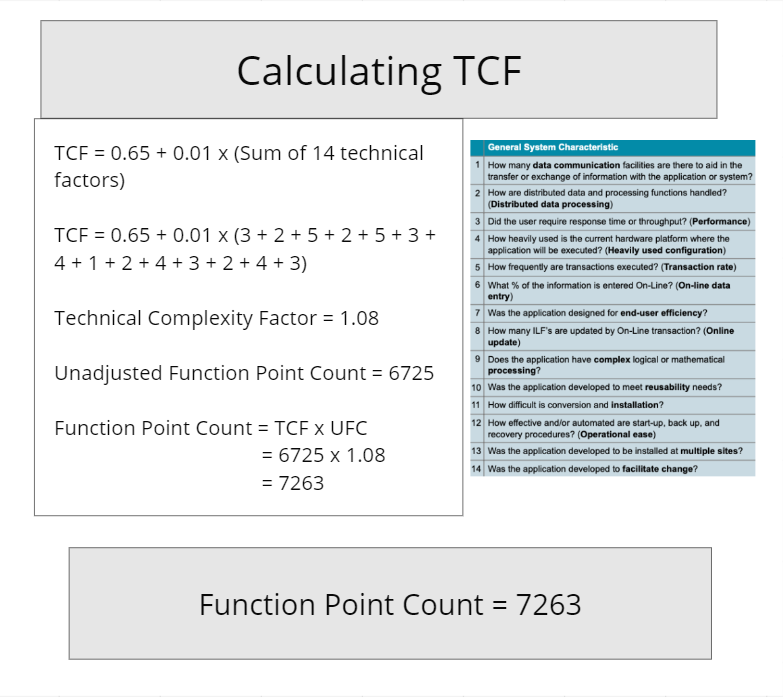 Calculating TCF
TCF = 0.65 + 0.01 x (Sum of 14 technical
factors)
TCF = 0.65 + 0.01 x (3 + 2 + 5 + 2 + 5 + 3 +
4 + 1 + 2 + 4 + 3 + 2 + 4 + 3)
Technical Complexity Factor = 1.08
Unadjusted Function Point Count = 6725
Function Point Count = TCF x UFC
= 6725 x 1.08
= 7263
General System Characteristic
1 How many data communication facilities are there to aid in the
transfer or exchange of information with the application or system?
2 How are distributed data and processing functions handled?
(Distributed data processing)
3 Did the user require response time or throughput? (Performance)
4 How heavily used is the current hardware platform where the
application will be executed? (Heavily used configuration)
5 How frequently are transactions executed? (Transaction rate)
6 What % of the information is entered On-Line? (On-line data
entry)
7 Was the application designed for end-user efficiency?
8 How many ILF's are updated by On-Line transaction? (Online
update)
9 Does the application have complex logical or mathematical
processing?
10 Was the application developed to meet reusability needs?
11 How difficult is conversion and installation?
12 How effective and/or automated are start-up, back up, and
recovery procedures? (Operational ease)
13 Was the application developed to be installed at multiple sites?
14 Was the application developed to facilitate change?
Function Point Count = 7263